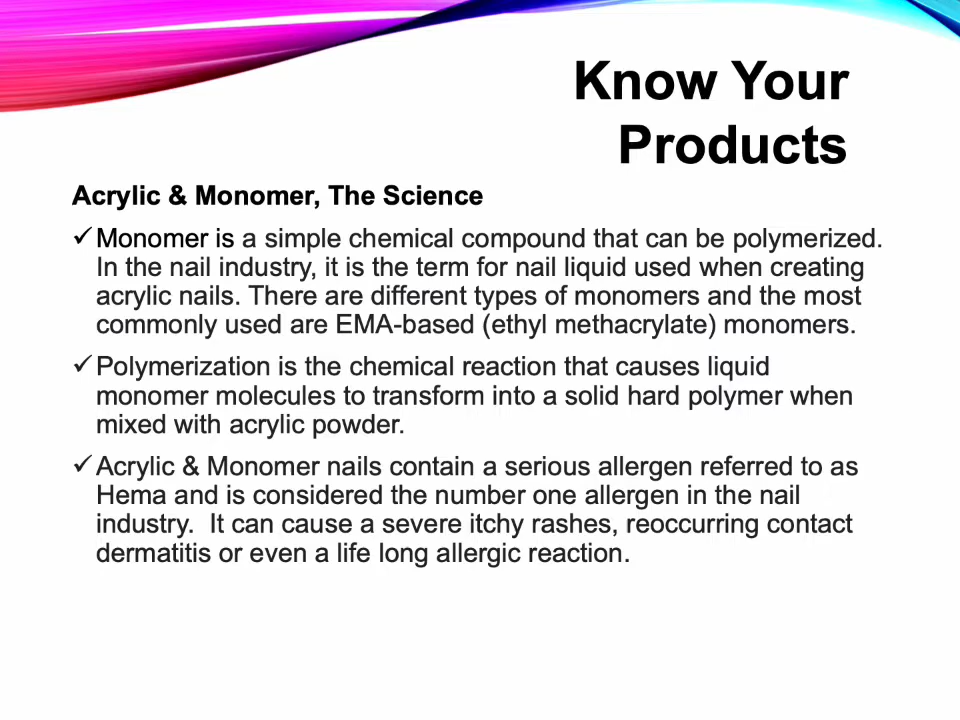 Know Your
Products
Acrylic & Monomer, The Science
✓Monomer is a simple chemical compound that can be polymerized.
In the nail industry, it is the term for nail liquid used when creating
acrylic nails. There are different types of monomers and the most
commonly used are EMA-based (ethyl methacrylate) monomers.
✓Polymerization is the chemical reaction that causes liquid
monomer molecules to transform into a solid hard polymer when
mixed with acrylic powder.
✓Acrylic & Monomer nails contain a serious allergen referred to as
Hema and is considered the number one allergen in the nail
industry.  It can cause a severe itchy rashes, reoccurring contact
dermatitis or even a life long allergic reaction.